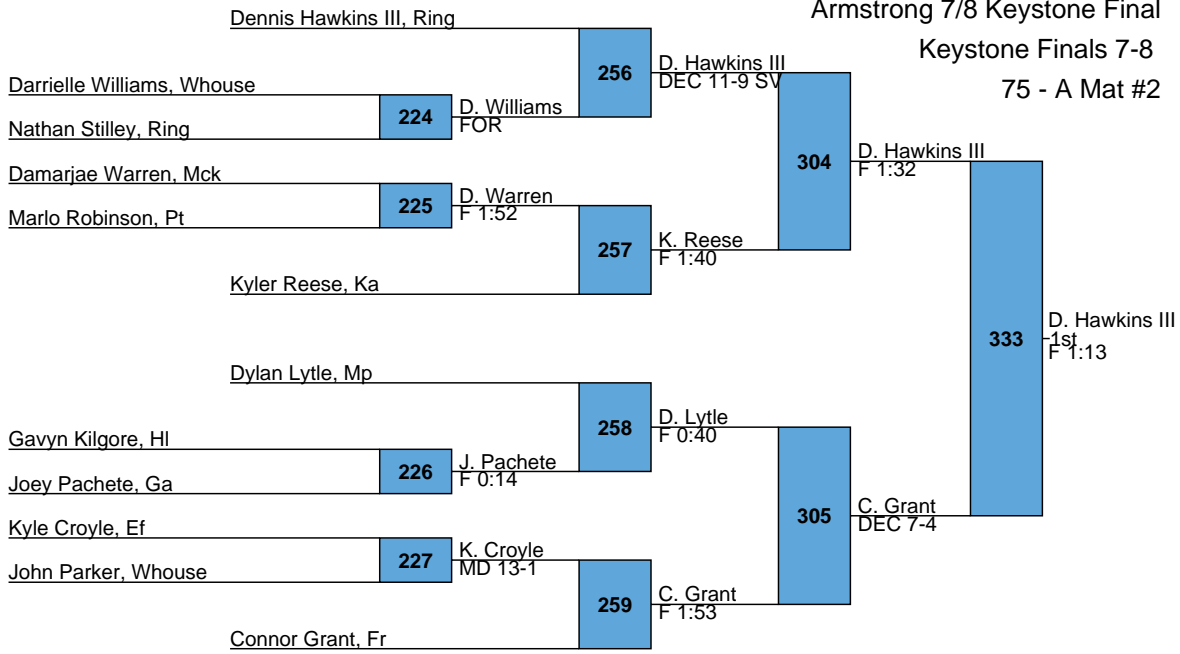 Armstrong 7/8 Keystone Final
Keystone Finals 7-8
75 - A Mat #2
Dennis Hawkins III, Ring
256
D. Hawkins III
DEC 11-9 SV
Darrielle Williams, Whouse
224
D. Williams
FOR
Nathan Stilley, Ring
304
D. Hawkins III
F 1:32
Damarjae Warren, Mck
225
D. Warren
F 1:52
Marlo Robinson, Pt
257
K. Reese
F 1:40
Kyler Reese, Ka
333
D. Hawkins III
1st
F 1:13
Dylan Lytle, Mp
258
D. Lytle
F 0:40
Gavyn Kilgore, Hl
226
J. Pachete
F 0:14
Joey Pachete, Ga
305
C. Grant
DEC 7-4
Kyle Croyle, Ef
227
K. Croyle
MD 13-1
John Parker, Whouse
259
C. Grant
F 1:53
Connor Grant, Fr